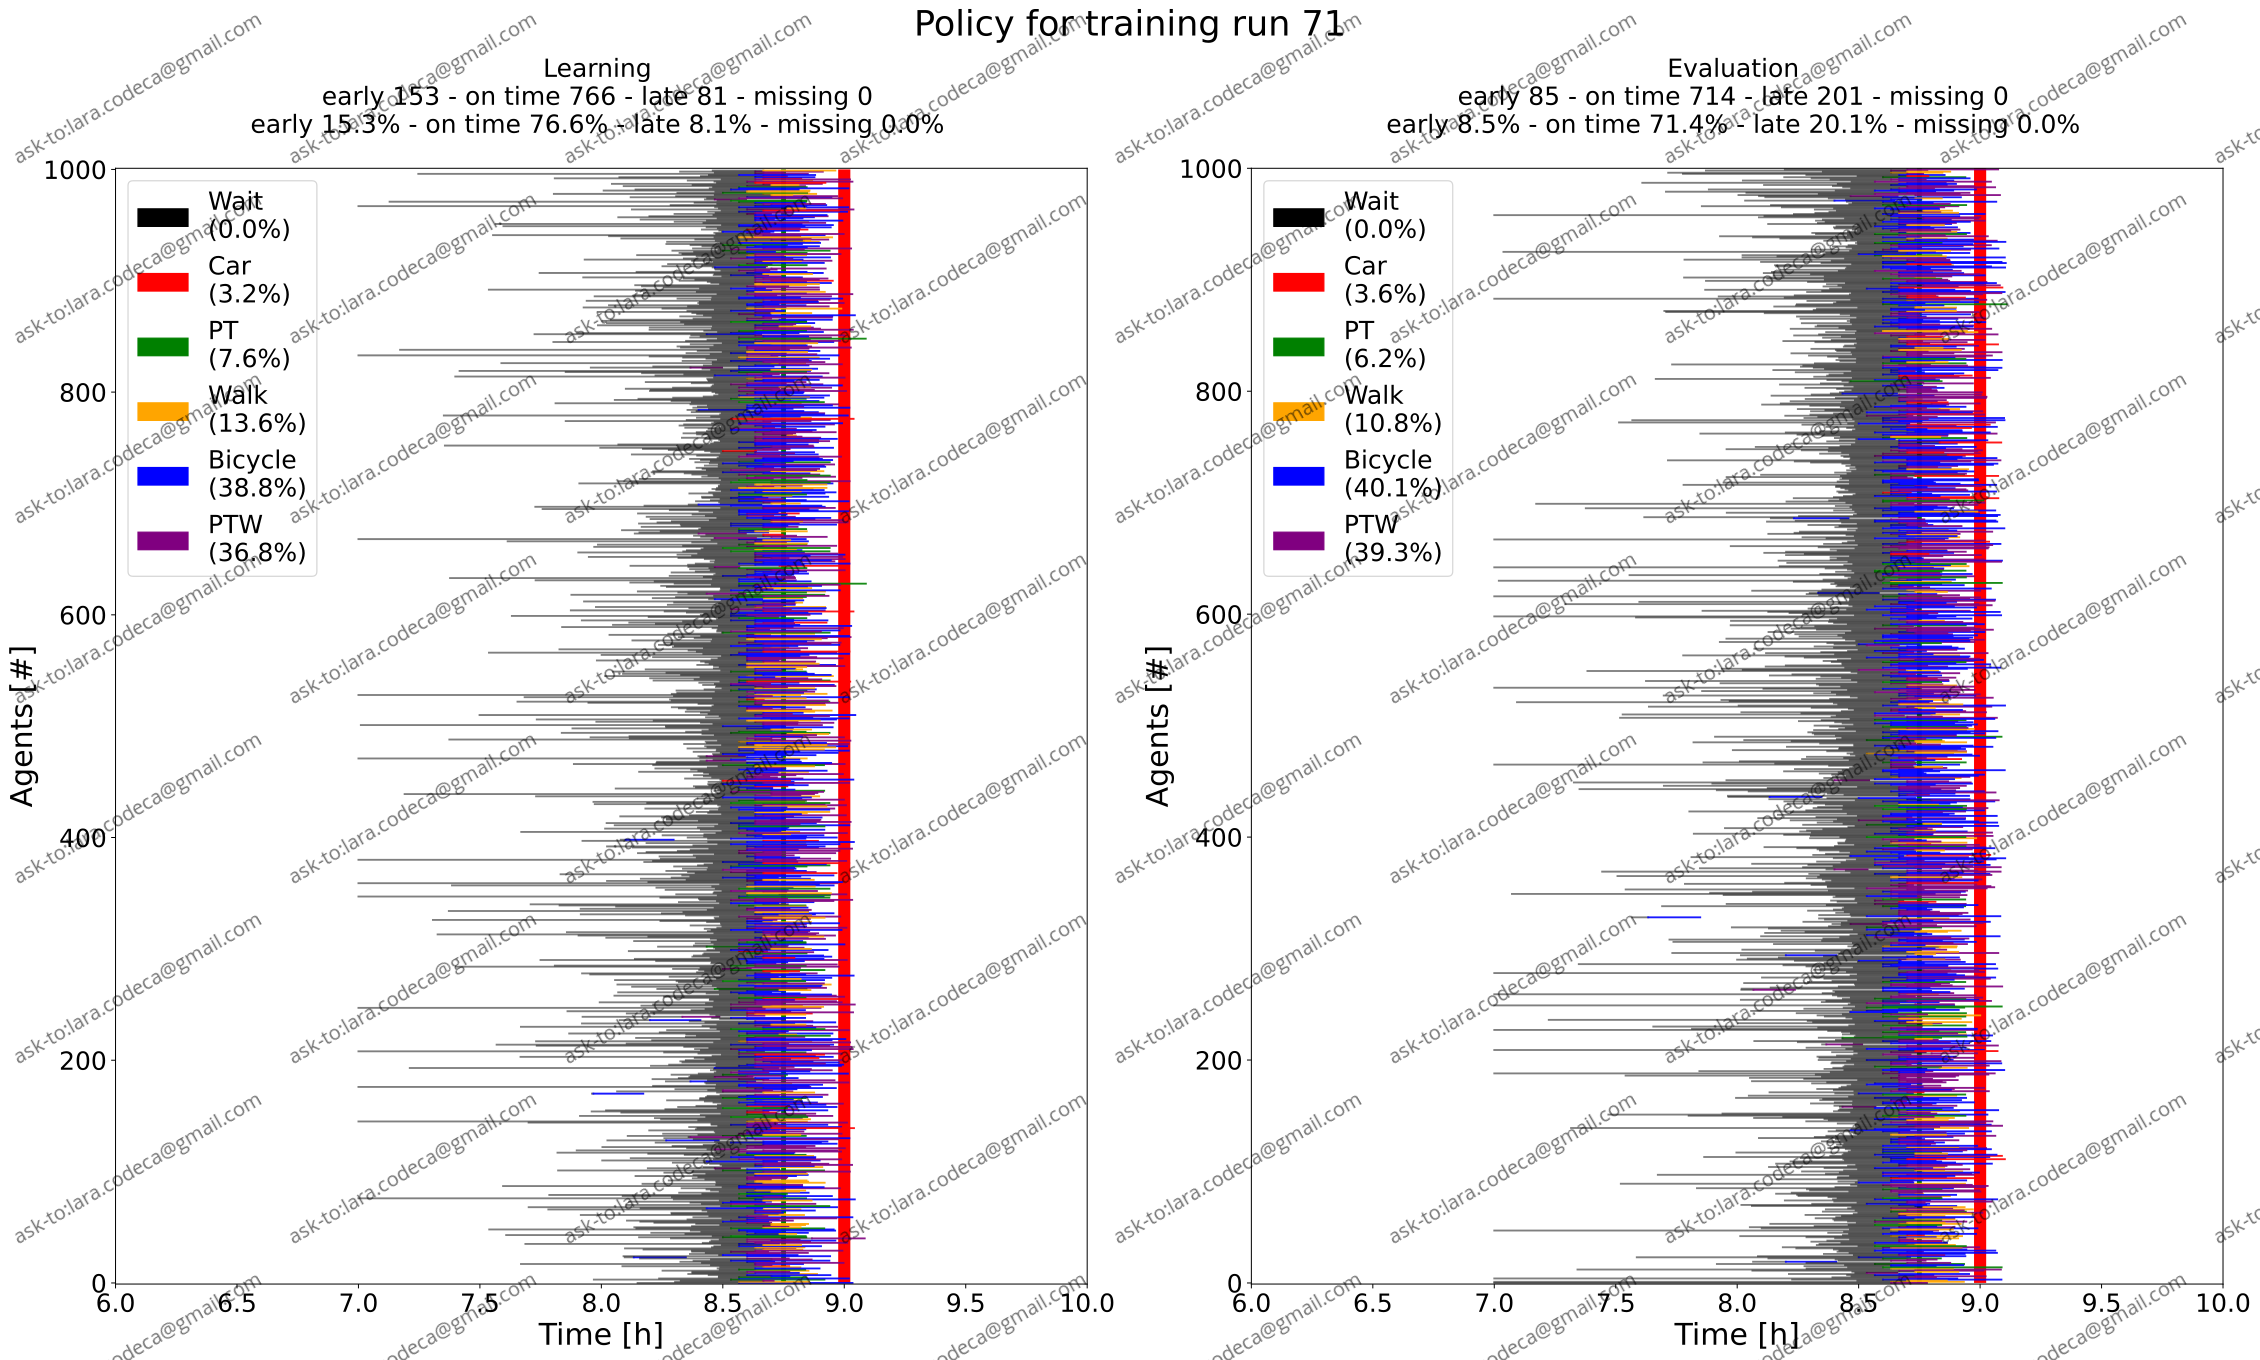 Policy for training run 71
Learning
early 153 - on time 766 - late 81 - missing 0
early 15.3% - on time 76.6% - late 8.1% - missing 0.0%
Agents [#]
1000
800
600
400
200
0
Wait
(0.0%)
Car
(3.2%)
PT
(7.6%)
Walk
(13.6%)
Bicycle
(38.8%)
PTW
(36.8%)
6.0 6.5 7.0 7.5 8.0 8.5 9.0 9.5 10.0
Time [h]
Evaluation
early 85 - on time 714 - late 201 - missing 0
early 8.5% - on time 71.4% - late 20.1% - missing 0.0%
Agents [#]
1000
800
600
400
200
0
Wait
(0.0%)
Car
(3.6%)
PT
(6.2%)
Walk
(10.8%)
Bicycle
(40.1%)
PTW
(39.3%)
6.0 6.5 7.0 7.5 8.0 8.5 9.0 9.5 10.0
Time [h]
ask-to:lara.codeca@gmail.com